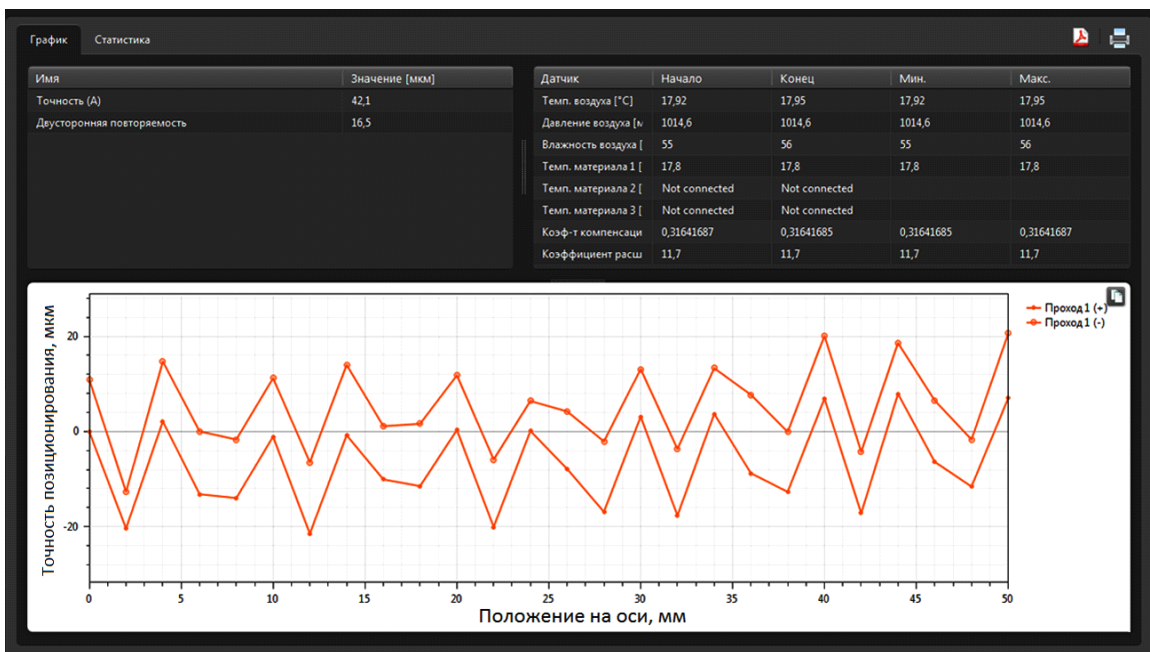 График Статистика
Имя Значение [мкм]
Точность (A) 42,1
Двусторонняя повторяемость 16,5
Датчик Начало Конец Мин. Макс.
Темп. воздуха [°C] 17,92 17,95 17,92 17,95
Давление воздуха [м 1014,6 1014,6 1014,6 1014,6
Влажность воздуха [ 55 56 55 56
Темп. материала 1 [ 17,8 17,8 17,8 17,8
Темп. материала 2 [ Not connected Not connected
Темп. материала 3 [ Not connected Not connected
Коэф-т компенсаци 0,31641687 0,31641685 0,31641685 0,31641687
Коэффициент расш 11,7 11,7 11,7 11,7
Точность позиционирования, мкм
20
0
-20
0 5 10 15 20 25 30 35 40 45 50
Положение на оси, мм
Проход 1 (+)
Проход 1 (-)